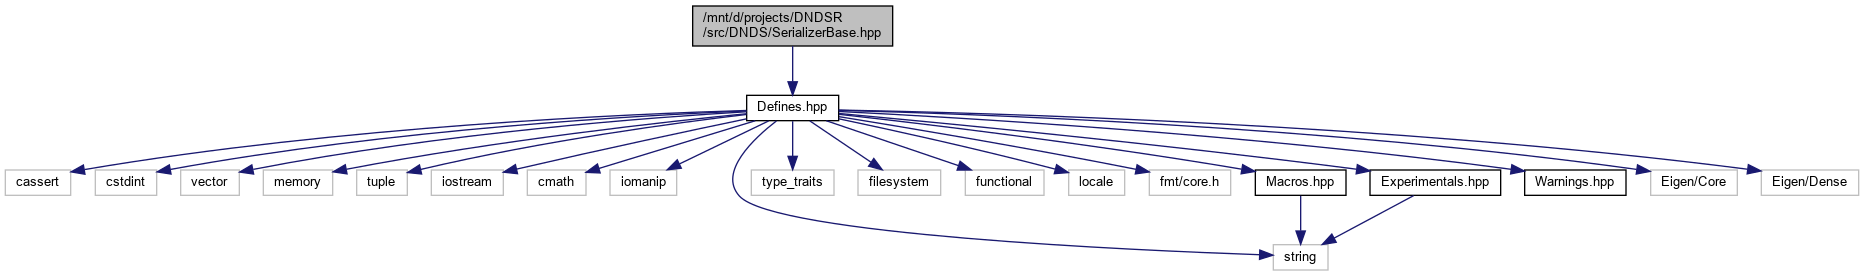 /mnt/d/projects/DNDSR
/src/DNDS/SerializerBase.hpp
Defines.hpp
cassert
cstdint
vector
memory
tuple
iostream
cmath
iomanip
type_traits
filesystem
functional
locale
fmt/core.h
Macros.hpp
Experimentals.hpp
Warnings.hpp
Eigen/Core
Eigen/Dense
string